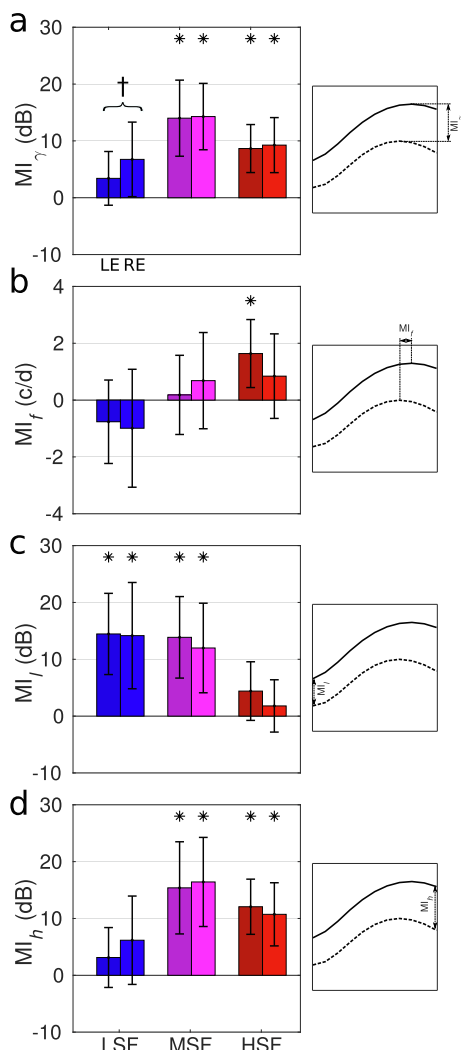 a
30
20
10
0
-10
MIγ (dB)
* * * *
†
LE RE
MIγ
b
4
2
0
-2
-4
MIf (c/d)
*
MIf
c
30
20
10
0
-10
MIl (dB)
* * * *
MIl
d
30
20
10
0
-10
MIh (dB)
* * * *
MIh
LSF MSF HSF